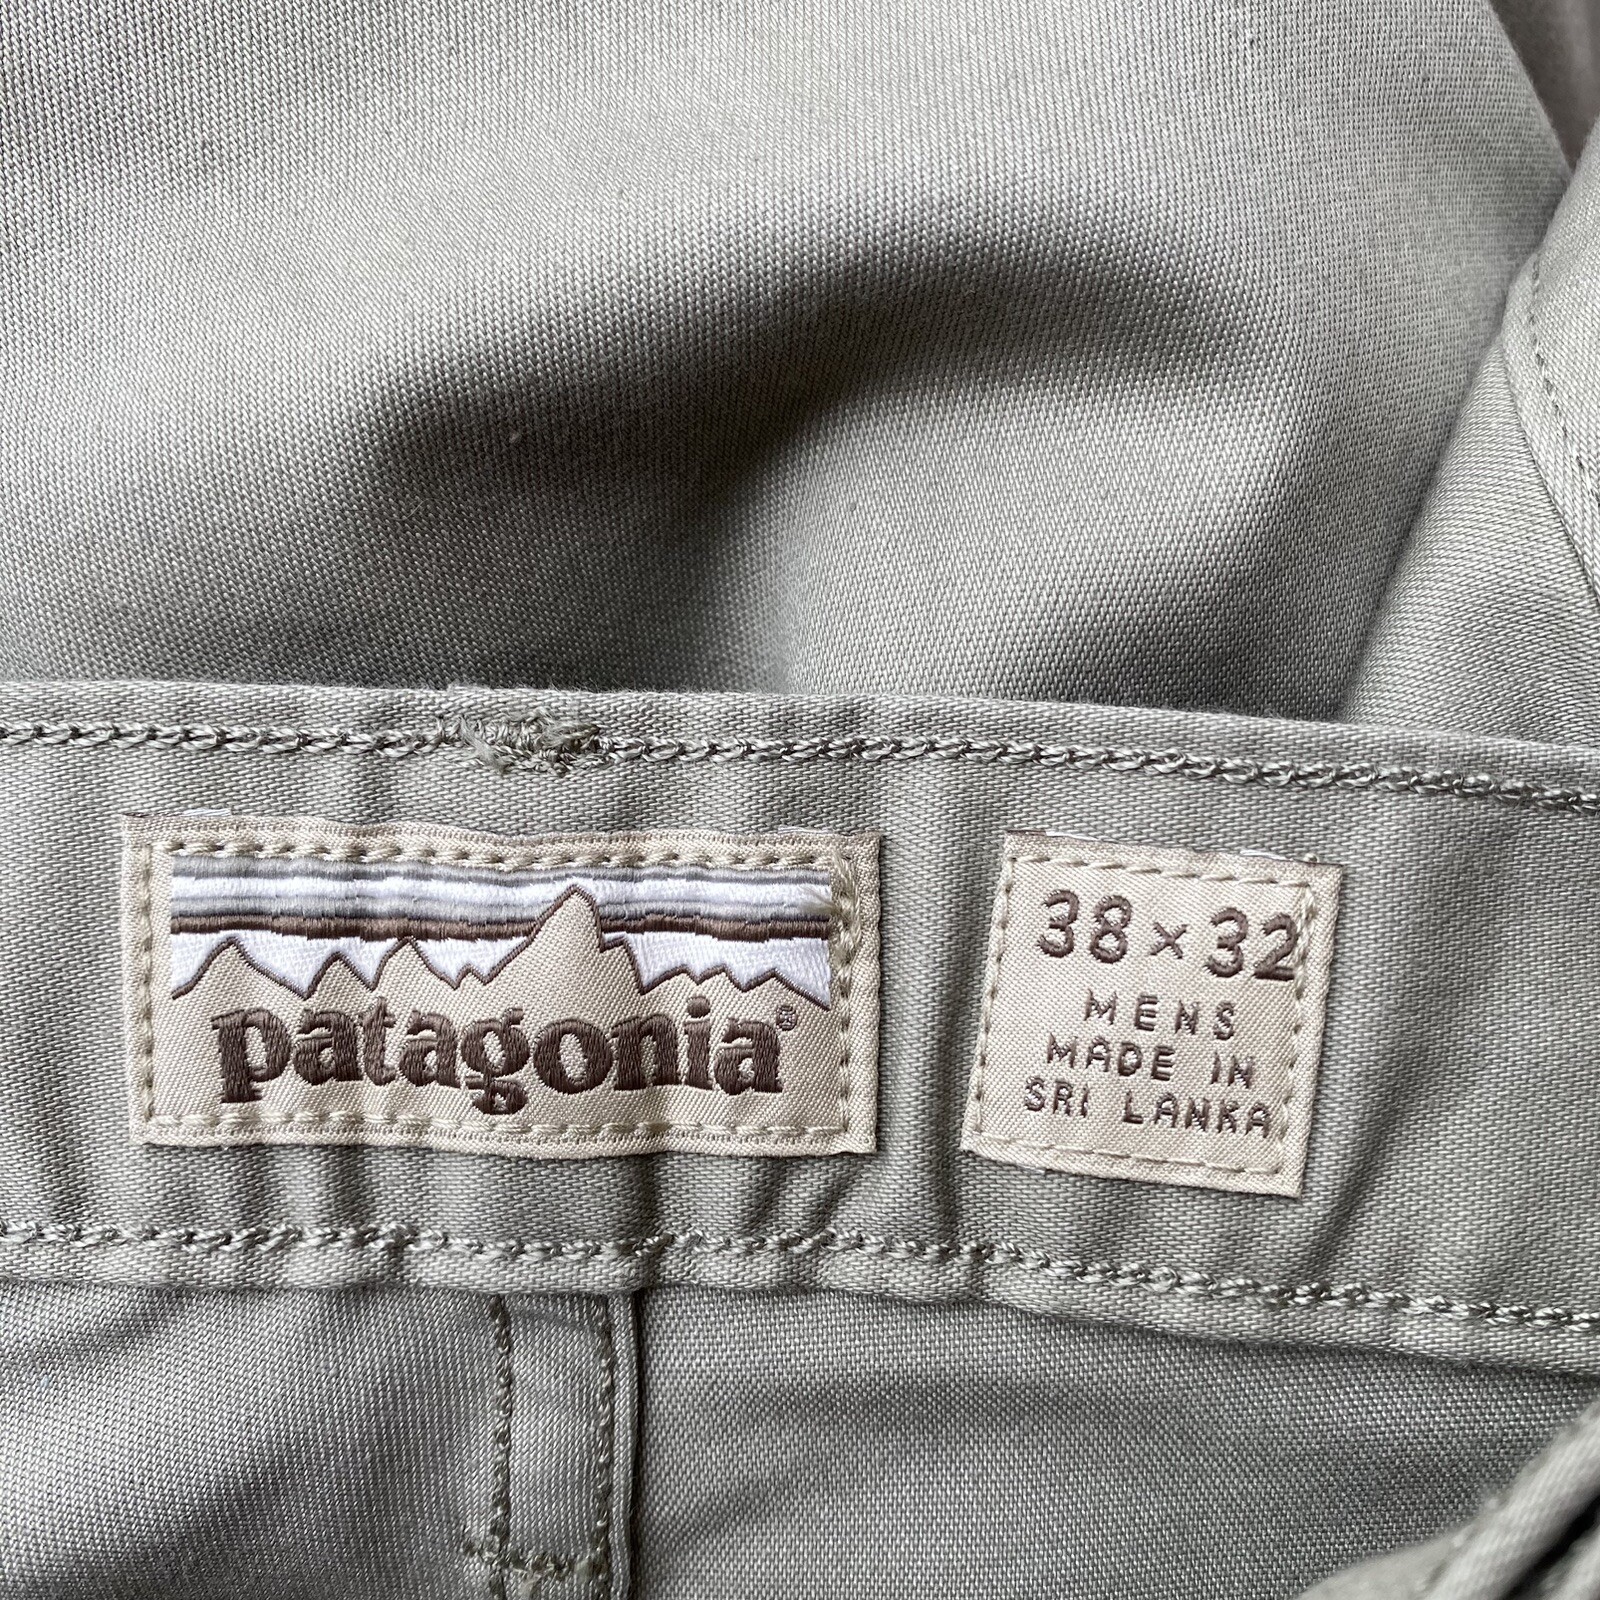 patagonia®
38 × 32
MENS
MADE IN
SRI LANKA